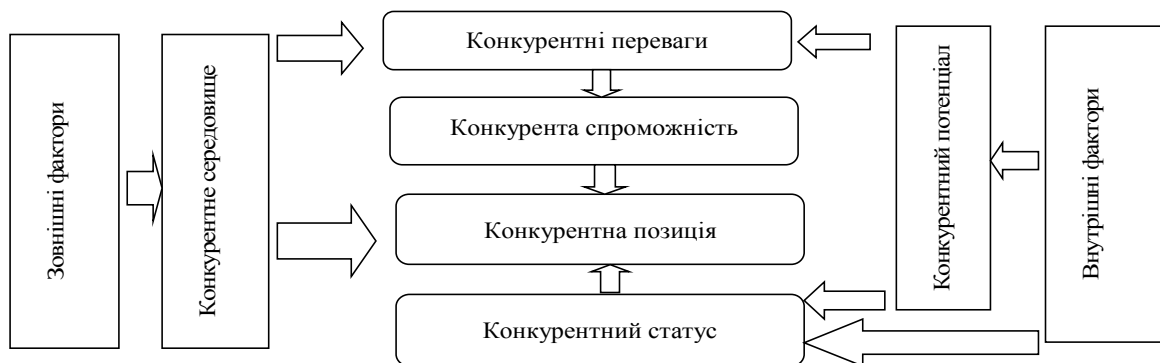 Зовнішні фактори
Конкурентне середовище
Конкурентні переваги
Конкурента спроможність
Конкурентна позиція
Конкурентний статус
Конкурентний потенціал
Внутрішні фактори